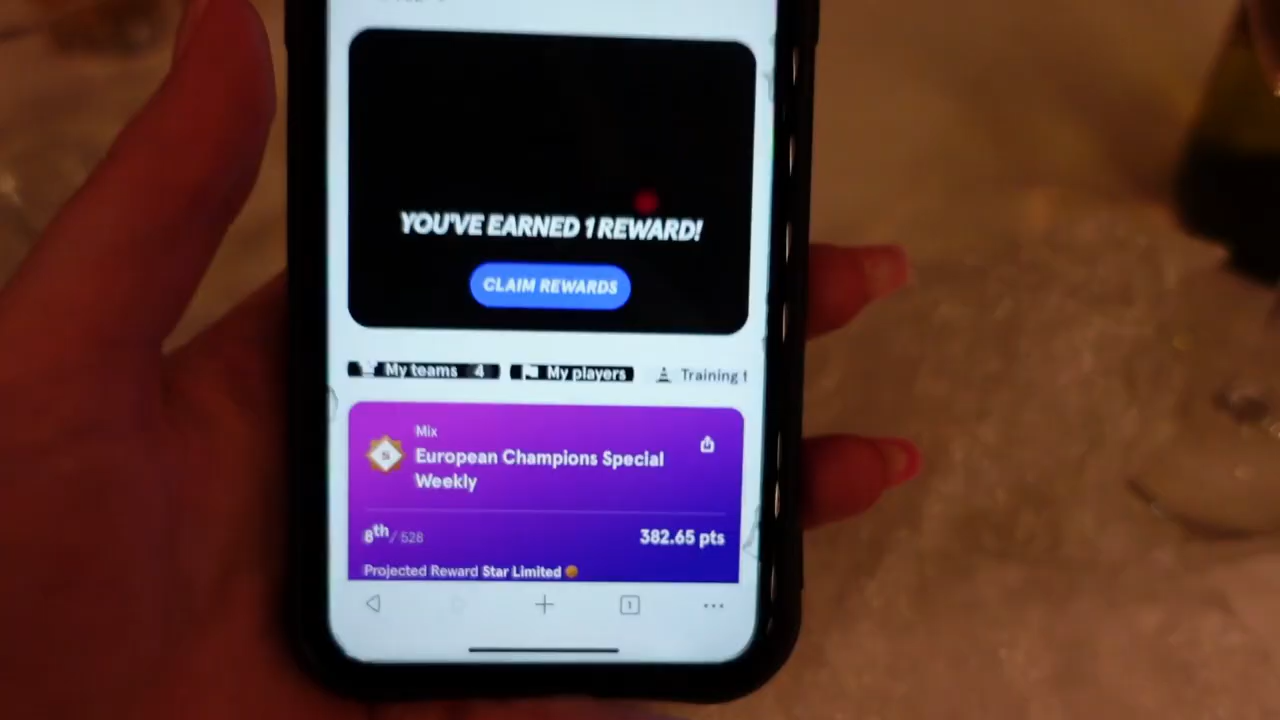 YOU'VE EARNED 1 REWARD!
CLAIM REWARDS
My teams 4 My players Training
Mix
European Champions Special
Weekly
8th / 528 382.65 pts
Projected Reward Star Limited
1